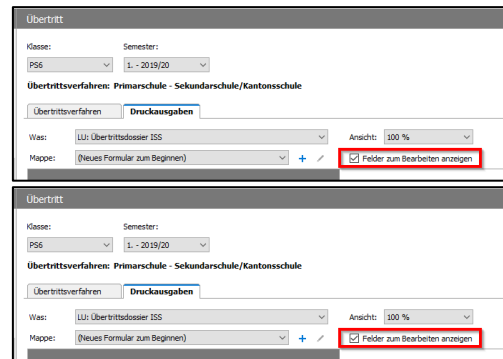 Übertritt
Klasse: Semester:
PS6 1. - 2019/20
Übertrittsverfahren: Primarschule - Sekundarschule/Kantonsschule
Übertrittsverfahren Druckausgaben
Was: LU: Übertrittsdossier ISS Ansicht: 100 %
Mappe: (Neues Formular zum Beginnen) + Felder zum Bearbeiten anzeigen
Übertritt
Klasse: Semester:
PS6 1. - 2019/20
Übertrittsverfahren: Primarschule - Sekundarschule/Kantonsschule
Übertrittsverfahren Druckausgaben
Was: LU: Übertrittsdossier ISS Ansicht: 100 %
Mappe: (Neues Formular zum Beginnen) + Felder zum Bearbeiten anzeigen